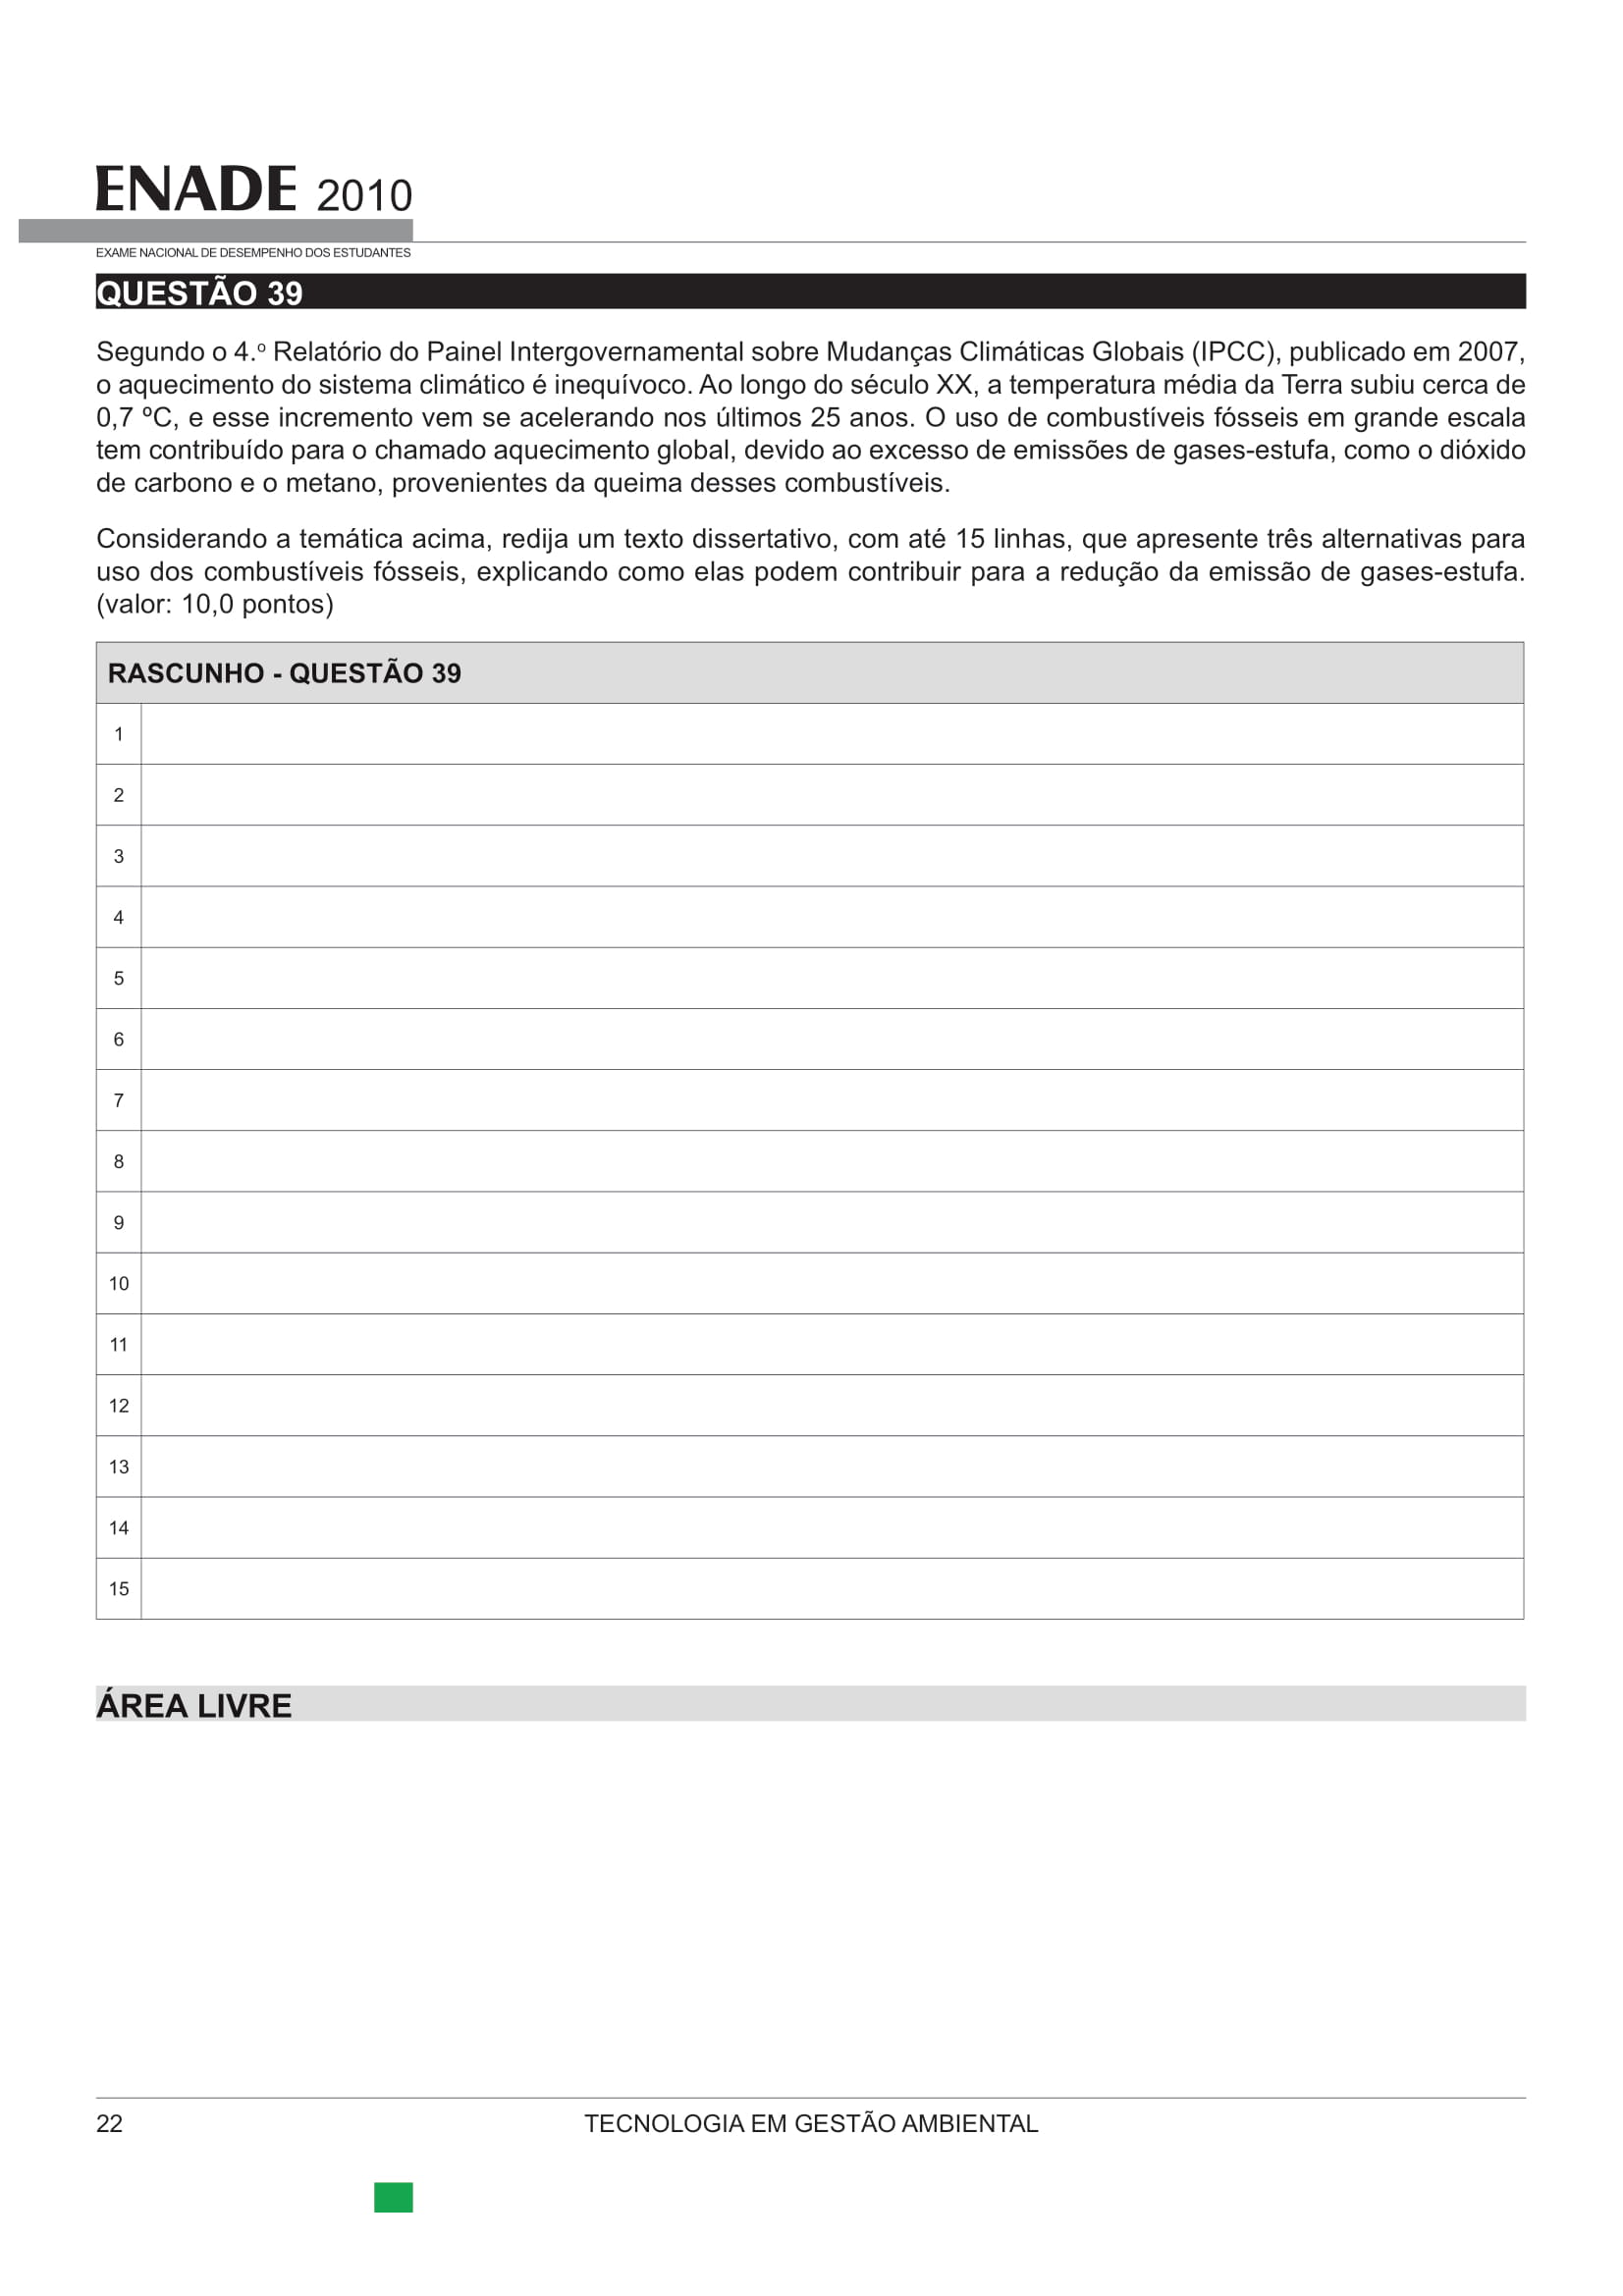 ENADE 2010
EXAME NACIONAL DE DESEMPENHO DOS ESTUDANTES
QUESTÃO 39
Segundo o 4.º Relatório do Painel Intergovernamental sobre Mudanças Climáticas Globais (IPCC), publicado em 2007,
o aquecimento do sistema climático é inequívoco. Ao longo do século XX, a temperatura média da Terra subiu cerca de
0,7 ºC, e esse incremento vem se acelerando nos últimos 25 anos. O uso de combustíveis fósseis em grande escala
tem contribuído para o chamado aquecimento global, devido ao excesso de emissões de gases-estufa, como o dióxido
de carbono e o metano, provenientes da queima desses combustíveis.
Considerando a temática acima, redija um texto dissertativo, com até 15 linhas, que apresente três alternativas para
uso dos combustíveis fósseis, explicando como elas podem contribuir para a redução da emissão de gases-estufa.
(valor: 10,0 pontos)
RASCUNHO - QUESTÃO 39
1
2
3
4
5
6
7
8
9
10
11
12
13
14
15
ÁREA LIVRE
22
TECNOLOGIA EM GESTÃO AMBIENTAL